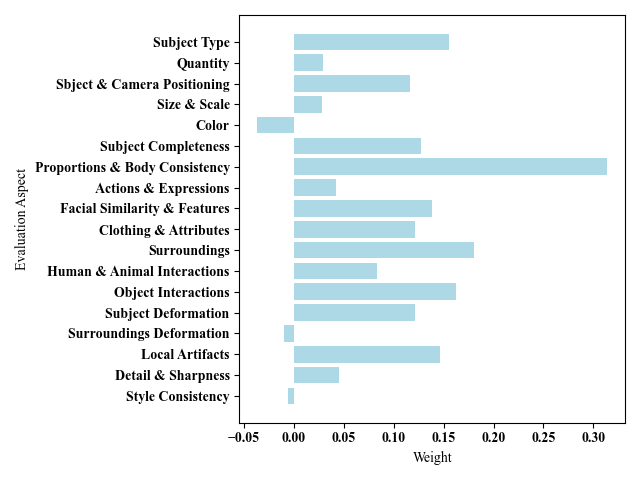 Subject Type
Quantity
Sbject & Camera Positioning
Size & Scale
Color
Subject Completeness
Proportions & Body Consistency
Actions & Expressions
Facial Similarity & Features
Clothing & Attributes
Surroundings
Human & Animal Interactions
Object Interactions
Subject Deformation
Surroundings Deformation
Local Artifacts
Detail & Sharpness
Style Consistency
Evaluation Aspect
−0.05 0.00 0.05 0.10 0.15 0.20 0.25 0.30
Weight